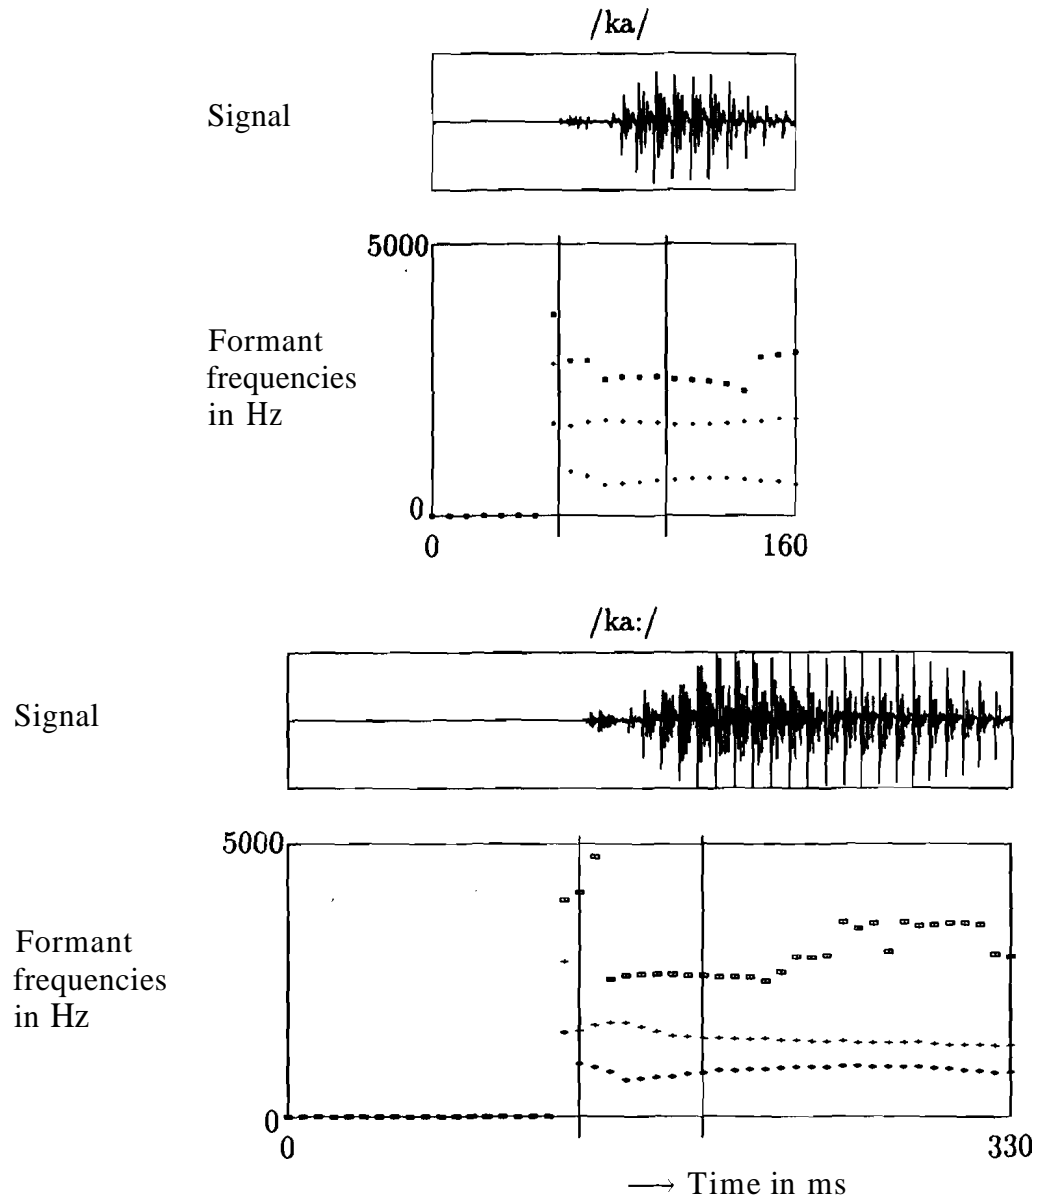 /ka/
Signal
5000
Formant
frequencies
in Hz
0
0 160
/ka:/
Signal
5000
Formant
frequencies
in Hz
0
0 330
⟶ Time in ms